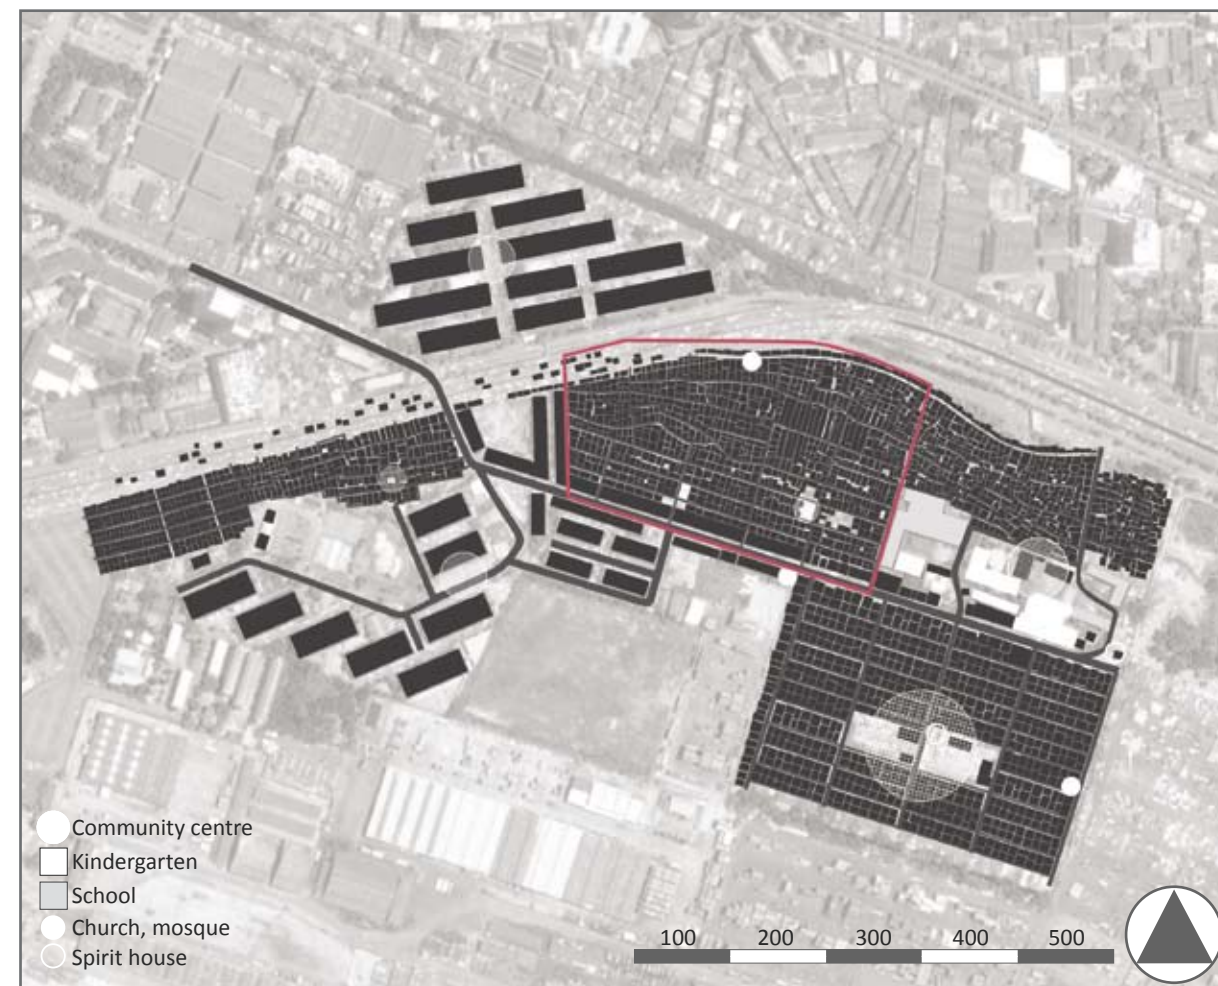 Community centre
Kindergarten
School
Church, mosque
Spirit house
100 200 300 400 500